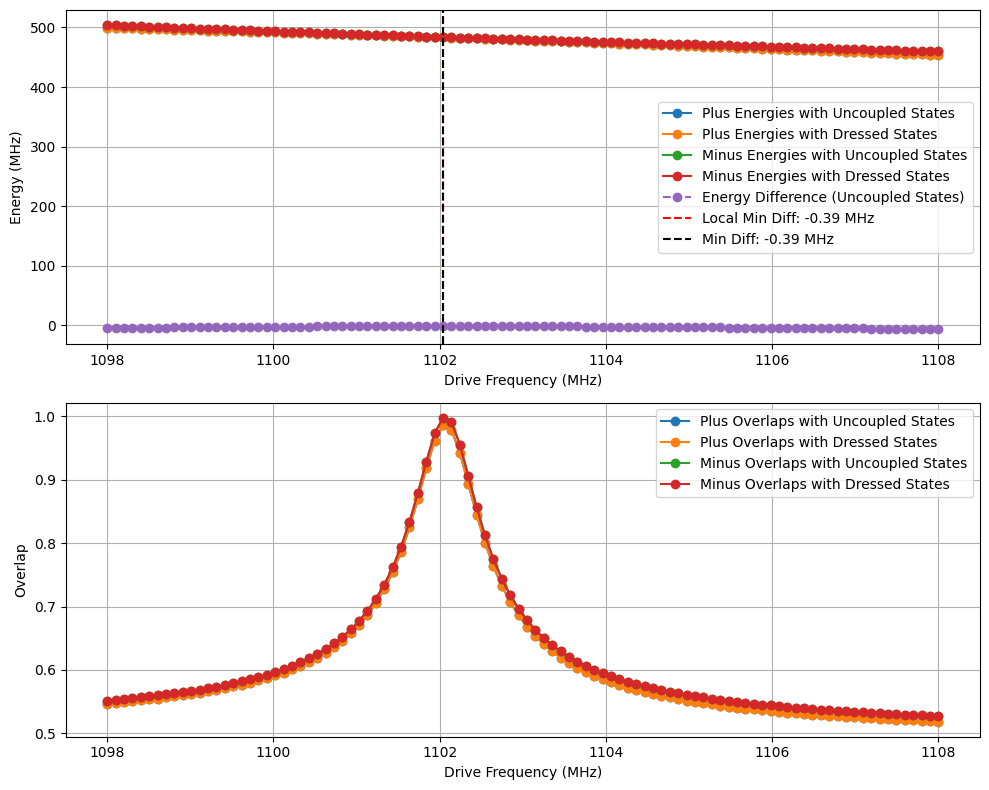 500
400
300
200
100
0
Energy (MHz)
Plus Energies with Uncoupled States
Plus Energies with Dressed States
Minus Energies with Uncoupled States
Minus Energies with Dressed States
Energy Difference (Uncoupled States)
Local Min Diff: -0.39 MHz
Min Diff: -0.39 MHz
1098 1100 1102 1104 1106 1108
Drive Frequency (MHz)
1.0
0.9
0.8
0.7
0.6
0.5
Overlap
Plus Overlaps with Uncoupled States
Plus Overlaps with Dressed States
Minus Overlaps with Uncoupled States
Minus Overlaps with Dressed States
1098 1100 1102 1104 1106 1108
Drive Frequency (MHz)